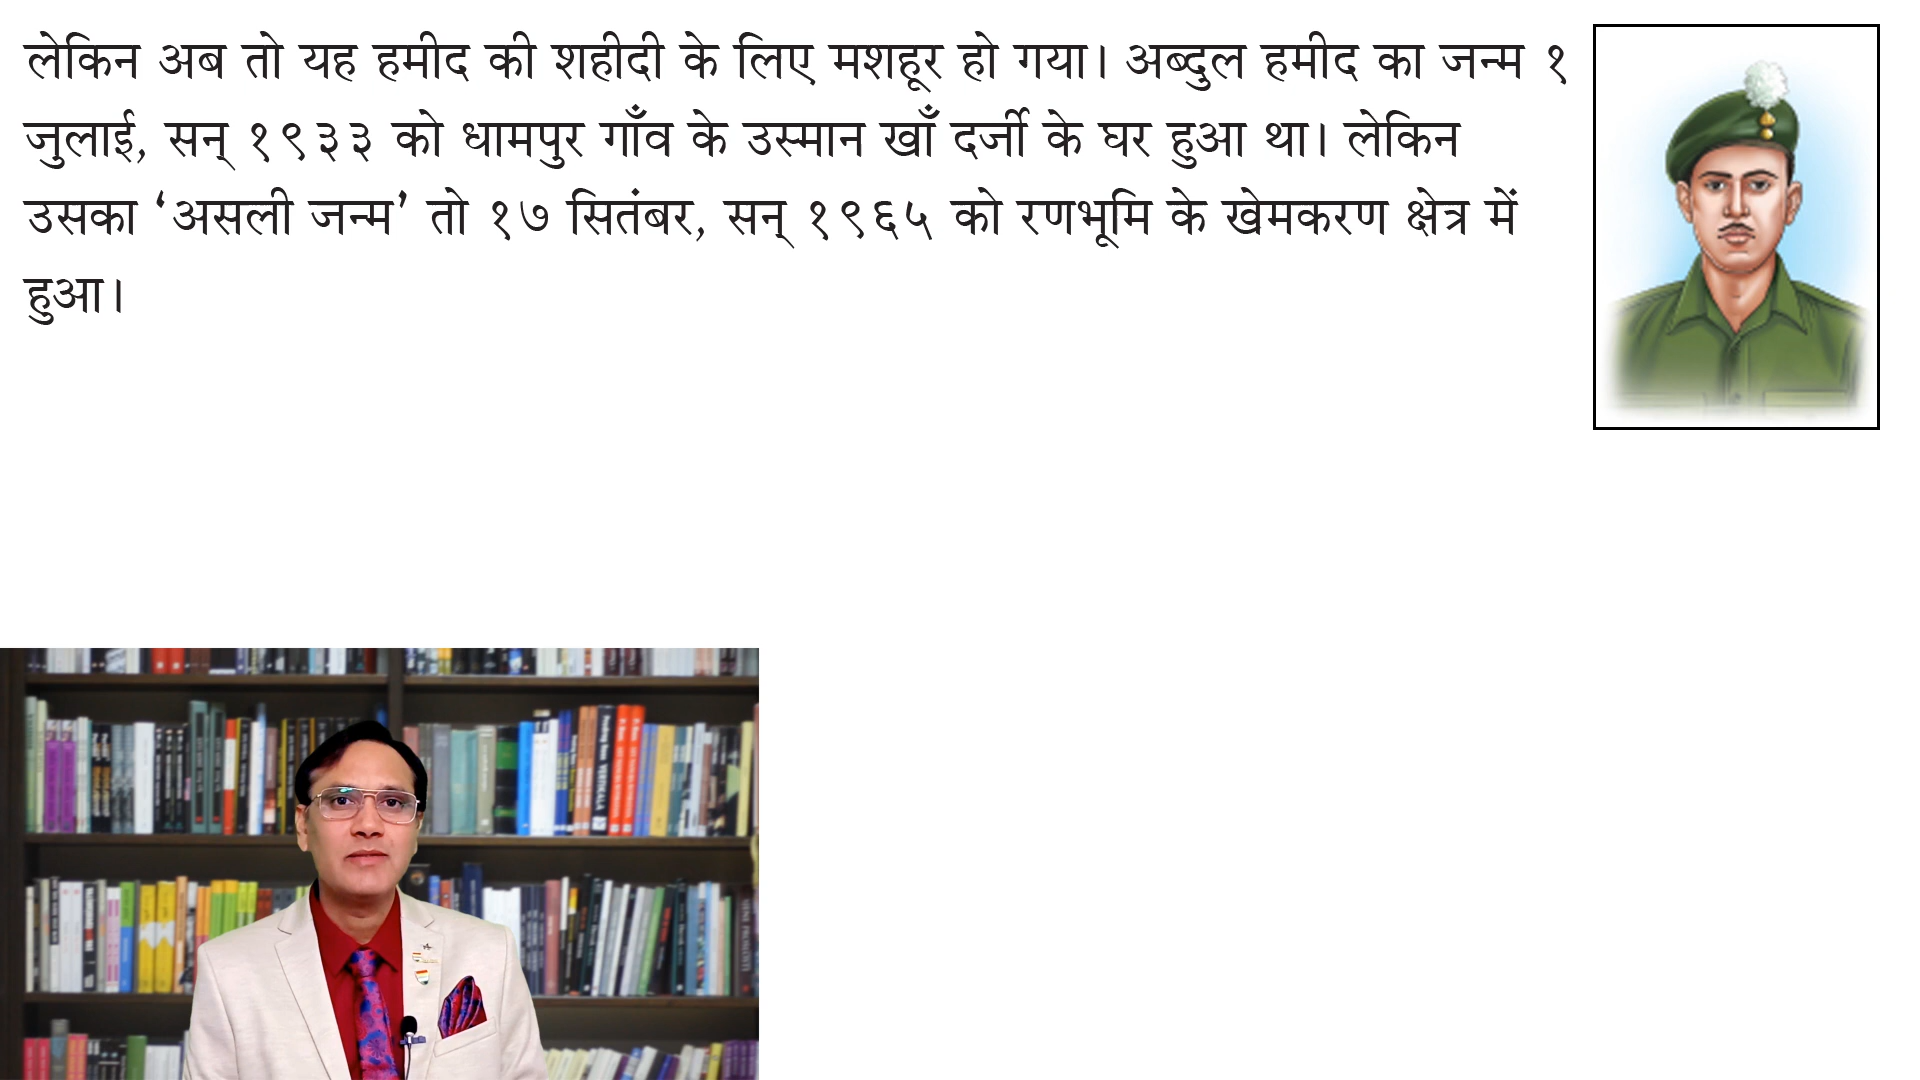 लेकिन अब तो यह हमीद की शहीदी के लिए मशहूर हो गया। अब्दुल हमीद का जन्म १
जुलाई, सन् १९३३ को धामपुर गाँव के उस्मान खाँ दर्जी के घर हुआ था। लेकिन
उसका ‘असली जन्म’ तो १७ सितंबर, सन् १९६५ को रणभूमि के खेमकरण क्षेत्र में
हुआ।